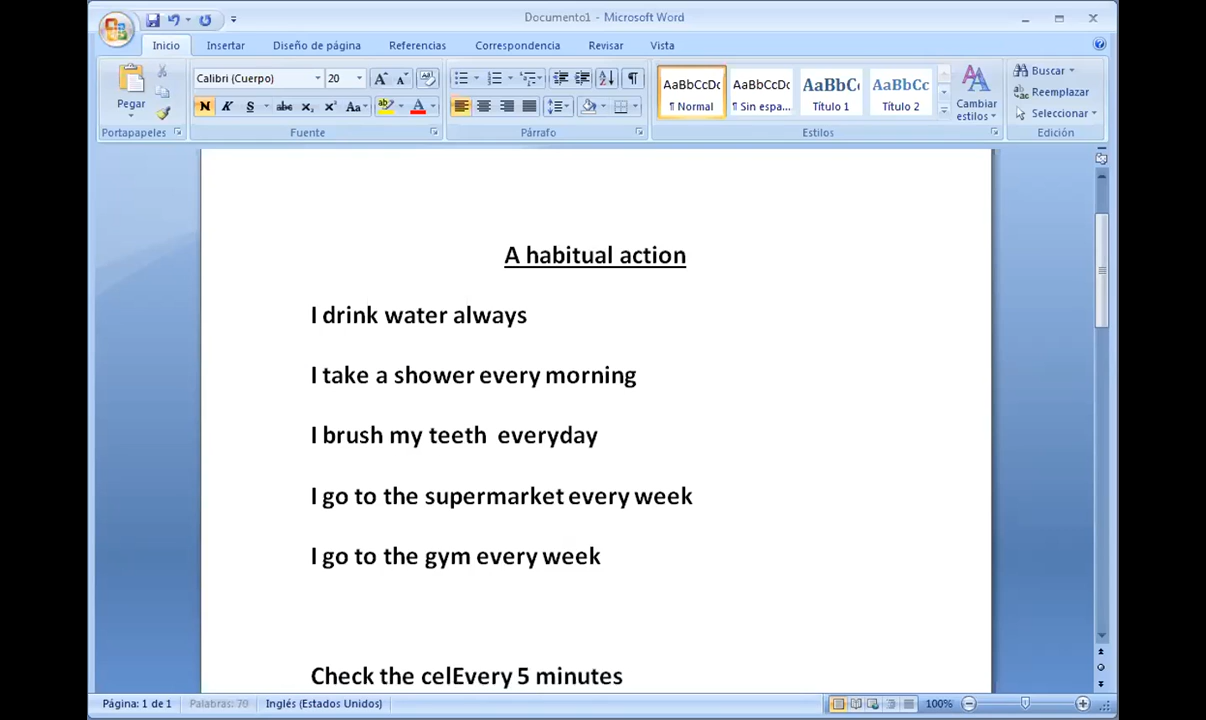 Documento1 - Microsoft Word
Inicio Insertar Diseño de página Referencias Correspondencia Revisar Vista
Pegar
Portapapeles
Calibri (Cuerpo) 20
N K S abc x₂ x² Aa
Fuente
Párrafo
AaBbCcDc AaBbCcDc AaBbC AaBbCc
¶ Normal ¶ Sin espa... Título 1 Título 2
Cambiar estilos
Estilos
Buscar
Reemplazar
Seleccionar
Edición
A habitual action
I drink water always
I take a shower every morning
I brush my teeth everyday
I go to the supermarket every week
I go to the gym every week
Check the celEvery 5 minutes
Página: 1 de 1 Palabras: 70 Inglés (Estados Unidos) 100%